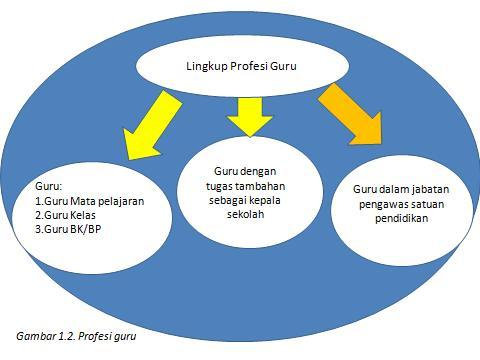 Lingkup Profesi Guru
Guru:
1.Guru Mata pelajaran
2.Guru Kelas
3.Guru BK/BP
Guru dengan
tugas tambahan
sebagai kepala
sekolah
Guru dalam jabatan
pengawas satuan
pendidikan
Gambar 1.2. Profesi guru